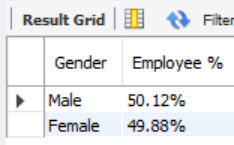 Result Grid Filter
Gender Employee %
Male 50.12%
Female 49.88%